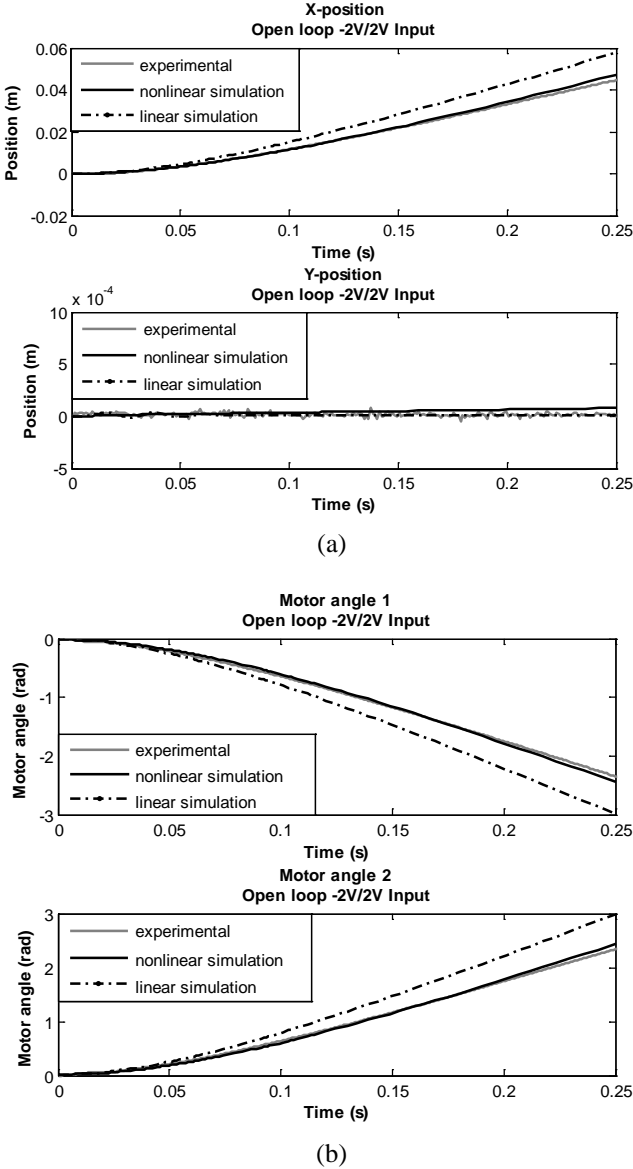 X-position
Open loop -2V/2V Input
0.06
0.04
0.02
0
-0.02
Position (m)
experimental
nonlinear simulation
linear simulation
0 0.05 0.1 0.15 0.2 0.25
Time (s)
Y-position
Open loop -2V/2V Input
x 10-4
10
5
0
-5
Position (m)
experimental
nonlinear simulation
linear simulation
0 0.05 0.1 0.15 0.2 0.25
Time (s)
(a)
Motor angle 1
Open loop -2V/2V Input
0
-1
-2
-3
Motor angle (rad)
experimental
nonlinear simulation
linear simulation
0 0.05 0.1 0.15 0.2 0.25
Time (s)
Motor angle 2
Open loop -2V/2V Input
3
2
1
0
Motor angle (rad)
experimental
nonlinear simulation
linear simulation
0 0.05 0.1 0.15 0.2 0.25
Time (s)
(b)